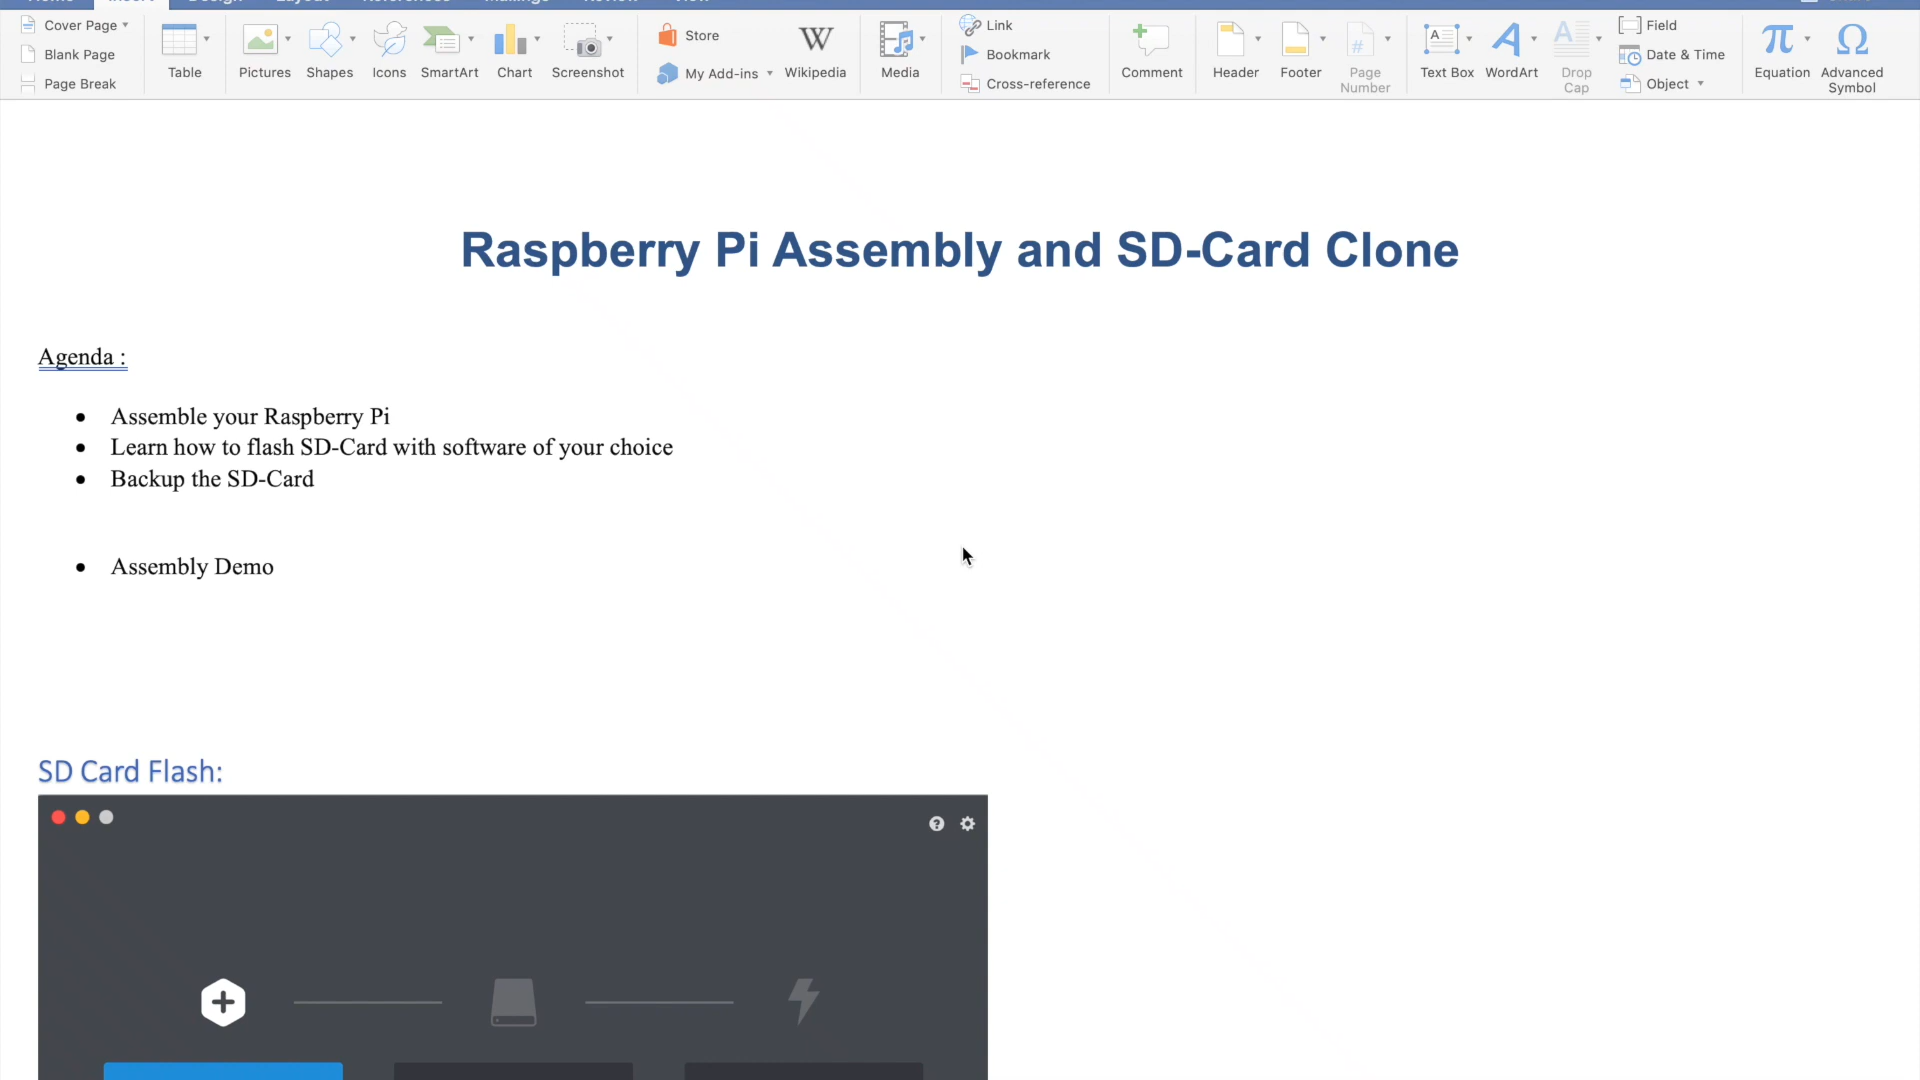 Insert
Cover Page
Blank Page
Page Break
Table
Pictures
Shapes
Icons
SmartArt
Chart
Screenshot
Store
My Add-ins
W
Wikipedia
Media
Link
Bookmark
Cross-reference
Comment
Header
Footer
#
Page
Number
A
Text Box
A
WordArt
A
Drop
Cap
Field
Date & Time
Object
π
Equation
Ω
Advanced
Symbol
Raspberry Pi Assembly and SD-Card Clone
Agenda :
• Assemble your Raspberry Pi
• Learn how to flash SD-Card with software of your choice
• Backup the SD-Card
• Assembly Demo
SD Card Flash:
?